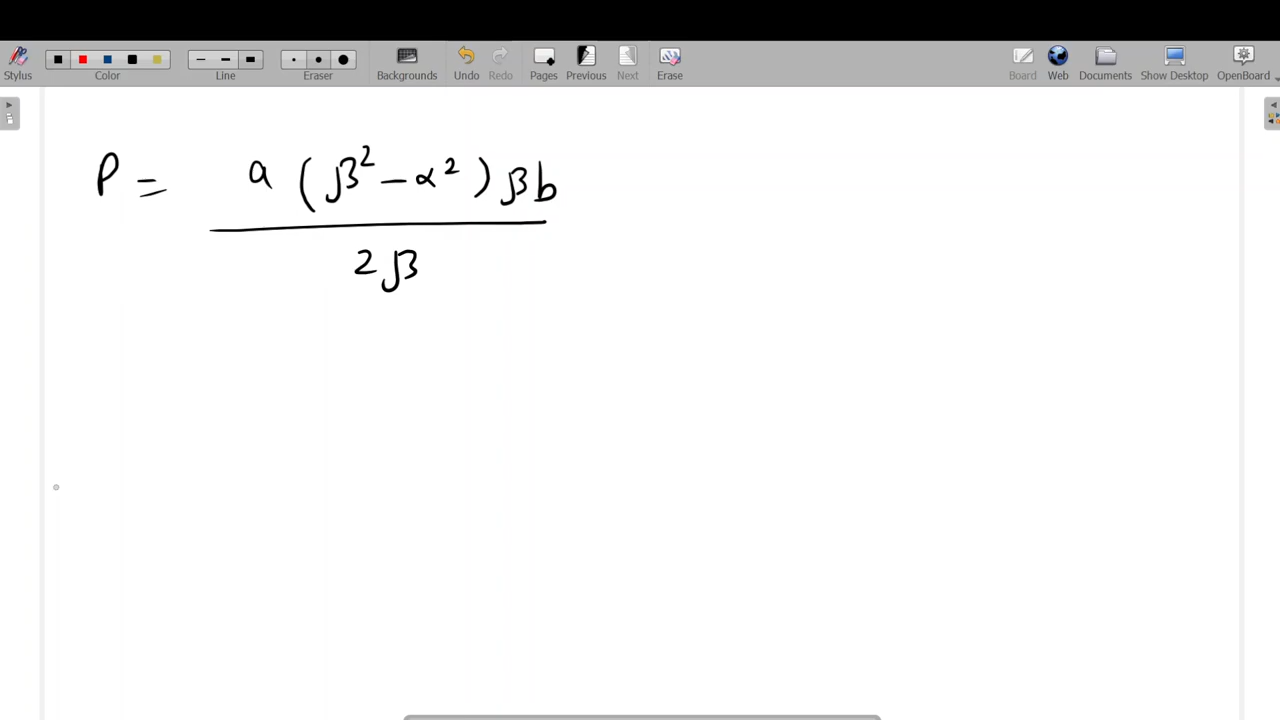 Stylus Color Line Eraser Backgrounds Undo Redo Pages Previous Next Erase Board Web Documents Show Desktop OpenBoard
P = a (β² − α²) βb
2β